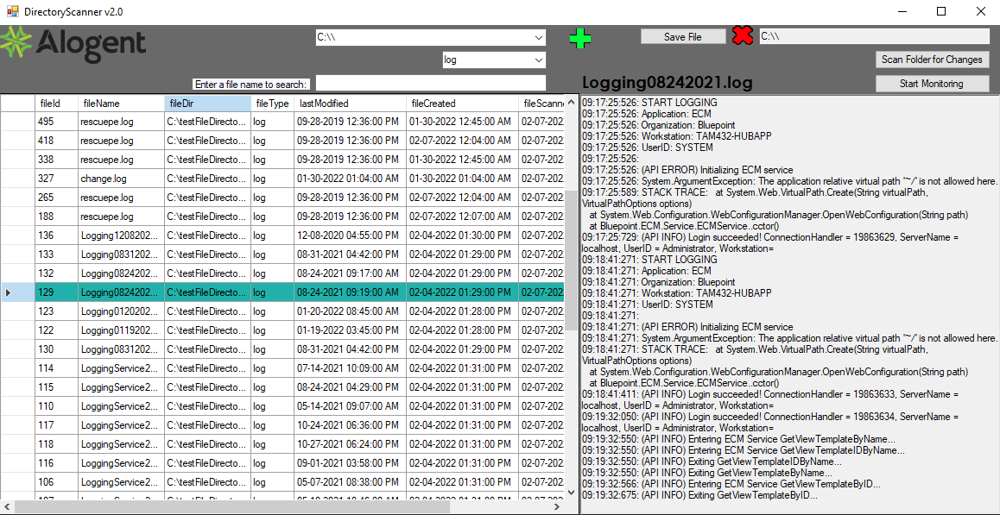 DirectoryScanner v2.0
Alogent
C:\\
log
Enter a file name to search:
Save File
C:\\
Scan Folder for Changes
Start Monitoring
Logging08242021.log
fileId fileName fileDir fileType lastModified fileCreated fileScanne
495 rescuepe.log C:\testFileDirecto... log 09-28-2019 12:36:00 PM 01-30-2022 12:45:00 AM 02-07-202
418 rescuepe.log C:\testFileDirecto... log 09-28-2019 12:36:00 PM 02-07-2022 12:04:00 AM 02-07-202
338 rescuepe.log C:\testFileDirecto... log 09-28-2019 12:36:00 PM 01-30-2022 12:45:00 AM 02-07-202
327 change.log C:\testFileDirecto... log 01-30-2022 01:04:00 AM 01-30-2022 01:04:00 AM 02-07-202
265 rescuepe.log C:\testFileDirecto... log 09-28-2019 12:36:00 PM 02-07-2022 12:04:00 AM 02-07-202
188 rescuepe.log C:\testFileDirecto... log 09-28-2019 12:36:00 PM 02-07-2022 12:07:00 AM 02-07-202
136 Logging1208202... C:\testFileDirecto... log 12-08-2020 04:55:00 PM 02-04-2022 01:30:00 PM 02-07-202
133 Logging0831202... C:\testFileDirecto... log 08-31-2021 04:42:00 PM 02-04-2022 01:29:00 PM 02-07-202
132 Logging0824202... C:\testFileDirecto... log 08-24-2021 09:17:00 AM 02-04-2022 01:29:00 PM 02-07-202
129 Logging0824202... C:\testFileDirecto... log 08-24-2021 09:19:00 AM 02-04-2022 01:29:00 PM 02-07-202
123 Logging0120202... C:\testFileDirecto... log 01-20-2022 08:45:00 AM 02-04-2022 01:28:00 PM 02-07-202
122 Logging0119202... C:\testFileDirecto... log 01-19-2022 03:45:00 PM 02-04-2022 01:28:00 PM 02-07-202
130 Logging0831202... C:\testFileDirecto... log 08-31-2021 04:42:00 PM 02-04-2022 01:29:00 PM 02-07-202
114 LoggingService2... C:\testFileDirecto... log 07-14-2021 10:09:00 AM 02-04-2022 01:31:00 PM 02-07-202
115 LoggingService2... C:\testFileDirecto... log 08-24-2021 04:29:00 PM 02-04-2022 01:31:00 PM 02-07-202
110 LoggingService2... C:\testFileDirecto... log 05-14-2021 09:07:00 AM 02-04-2022 01:31:00 PM 02-07-202
117 LoggingService2... C:\testFileDirecto... log 10-24-2021 06:36:00 PM 02-04-2022 01:31:00 PM 02-07-202
118 LoggingService2... C:\testFileDirecto... log 10-27-2021 06:24:00 PM 02-04-2022 01:31:00 PM 02-07-202
116 LoggingService2... C:\testFileDirecto... log 09-01-2021 03:58:00 PM 02-04-2022 01:31:00 PM 02-07-202
106 LoggingService2... C:\testFileDirecto... log 05-07-2021 08:38:00 PM 02-04-2022 01:31:00 PM 02-07-202
09:17:25:526: START LOGGING
09:17:25:526: Application: ECM
09:17:25:526: Organization: Bluepoint
09:17:25:526: Workstation: TAM432-HUBAPP
09:17:25:526: UserID: SYSTEM
09:17:25:526:
09:17:25:526: (API ERROR) Initializing ECM service
09:17:25:526: System.ArgumentException: The application relative virtual path '~/' is not allowed here.
09:17:25:589: STACK TRACE: at System.Web.VirtualPath.Create(String virtualPath,
VirtualPathOptions options)
at System.Web.Configuration.WebConfigurationManager.OpenWebConfiguration(String path)
at Bluepoint.ECM.Service.ECMService..cctor()
09:17:25:729: (API INFO) Login succeeded! ConnectionHandler = 19863629, ServerName =
localhost, UserID = Administrator, Workstation=
09:18:41:271: START LOGGING
09:18:41:271: Application: ECM
09:18:41:271: Organization: Bluepoint
09:18:41:271: Workstation: TAM432-HUBAPP
09:18:41:271: UserID: SYSTEM
09:18:41:271:
09:18:41:271: (API ERROR) Initializing ECM service
09:18:41:271: System.ArgumentException: The application relative virtual path '~/' is not allowed here.
09:18:41:271: STACK TRACE: at System.Web.VirtualPath.Create(String virtualPath,
VirtualPathOptions options)
at System.Web.Configuration.WebConfigurationManager.OpenWebConfiguration(String path)
at Bluepoint.ECM.Service.ECMService..cctor()
09:18:41:411: (API INFO) Login succeeded! ConnectionHandler = 19863633, ServerName =
localhost, UserID = Administrator, Workstation=
09:19:32:050: (API INFO) Login succeeded! ConnectionHandler = 19863634, ServerName =
localhost, UserID = Administrator, Workstation=
09:19:32:550: (API INFO) Entering ECM Service GetViewTemplateByName...
09:19:32:550: (API INFO) Entering ECM Service GetViewTemplateIDByName...
09:19:32:550: (API INFO) Exiting GetViewTemplateIDByName...
09:19:32:550: (API INFO) Exiting GetViewTemplateByName...
09:19:32:566: (API INFO) Entering ECM Service GetViewTemplateByID...
09:19:32:675: (API INFO) Exiting GetViewTemplateByID...